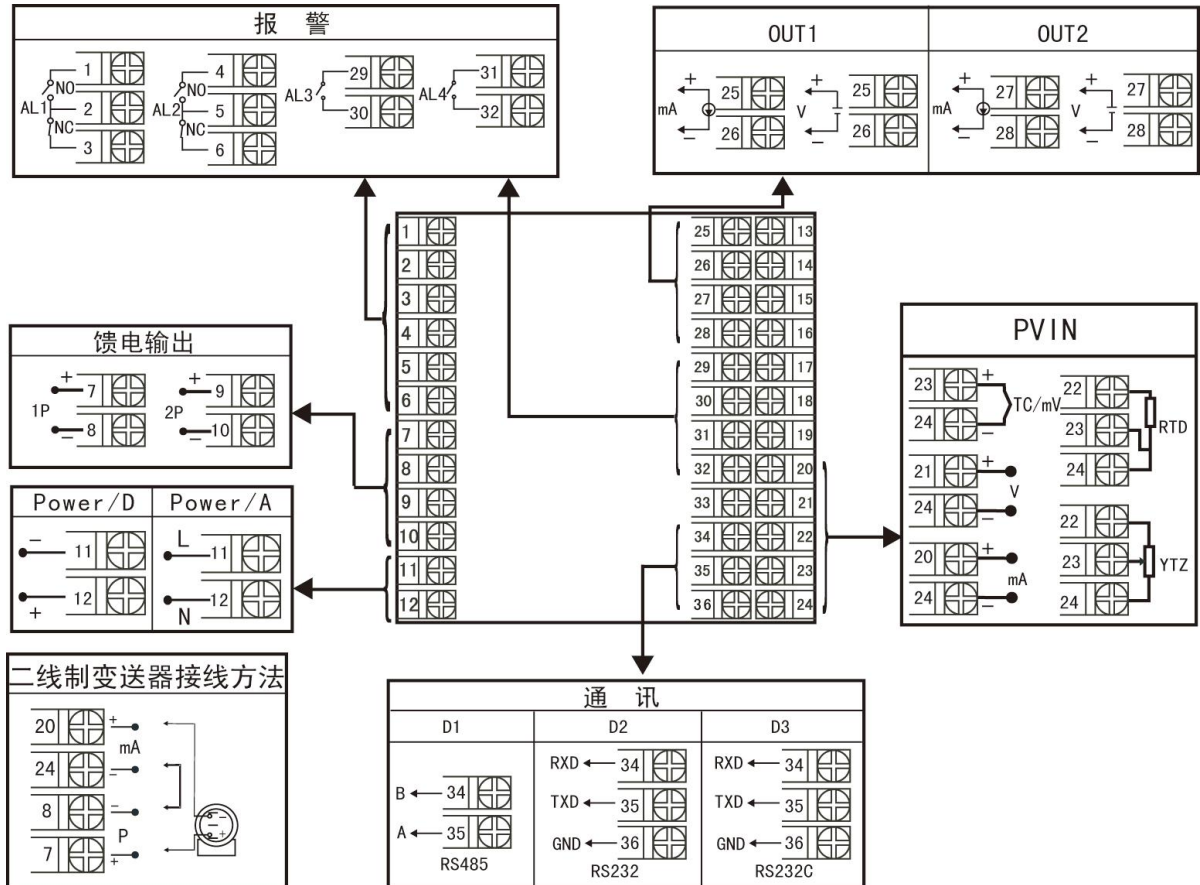 报 警
1
NO
AL1
2
NC
3
4
NO
AL2
5
NC
6
AL3
29
30
AL4
31
32
OUT1
OUT2
+
mA
−
25
26
+
V
−
25
26
+
mA
−
27
28
+
V
−
27
28
1
2
3
4
5
6
7
8
9
10
11
12
25 13
26 14
27 15
28 16
29 17
30 18
31 19
32 20
33 21
34 22
35 23
36 24
馈电输出
+ 7
1P
− 8
+ 9
2P
− 10
Power/D
Power/A
− 11
+ 12
L 11
N 12
PVIN
23 +
TC/mV
24 −
21 +
V
24 −
20 +
mA
24 −
22
23 RTD
24
22
23 YTZ
24
二线制变送器接线方法
20 +
mA
24 −
8 −
P
7 +
−
−
+
通 讯
D1
D2
D3
B 34
A 35
RS485
RXD 34
TXD 35
GND 36
RS232
RXD 34
TXD 35
GND 36
RS232C